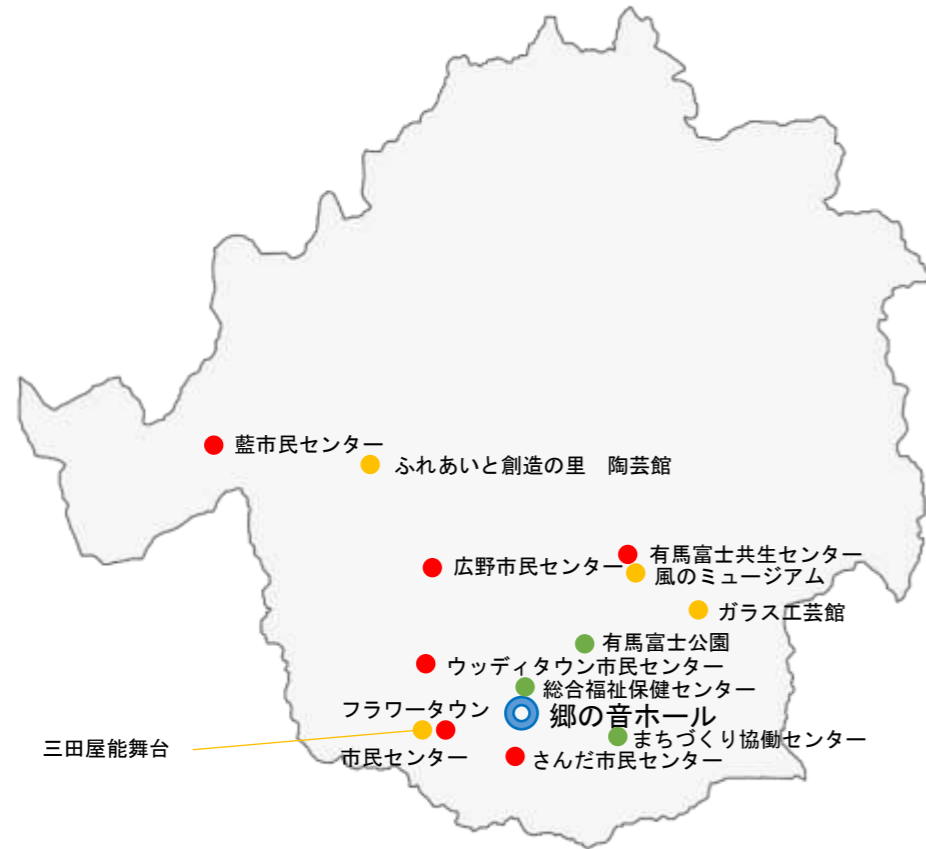 藍市民センター
ふれあいと創造の里　陶芸館
有馬富士共生センター
広野市民センター
風のミュージアム
ガラス工芸館
有馬富士公園
ウッディタウン市民センター
総合福祉保健センター
フラワータウン
市民センター
郷の音ホール
まちづくり協働センター
三田屋能舞台
さんだ市民センター